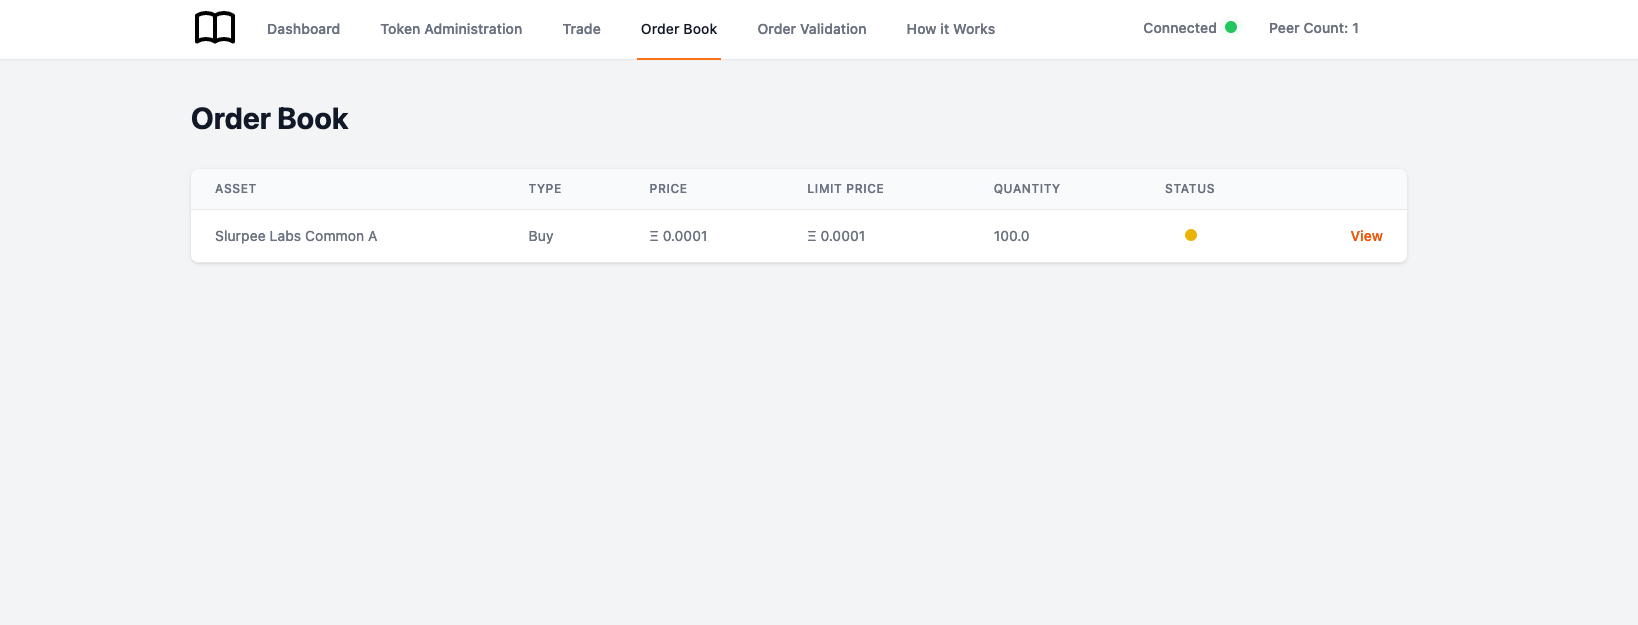 Dashboard Token Administration Trade Order Book Order Validation How it Works Connected Peer Count: 1
Order Book
ASSET TYPE PRICE LIMIT PRICE QUANTITY STATUS
Slurpee Labs Common A Buy Ξ 0.0001 Ξ 0.0001 100.0 View